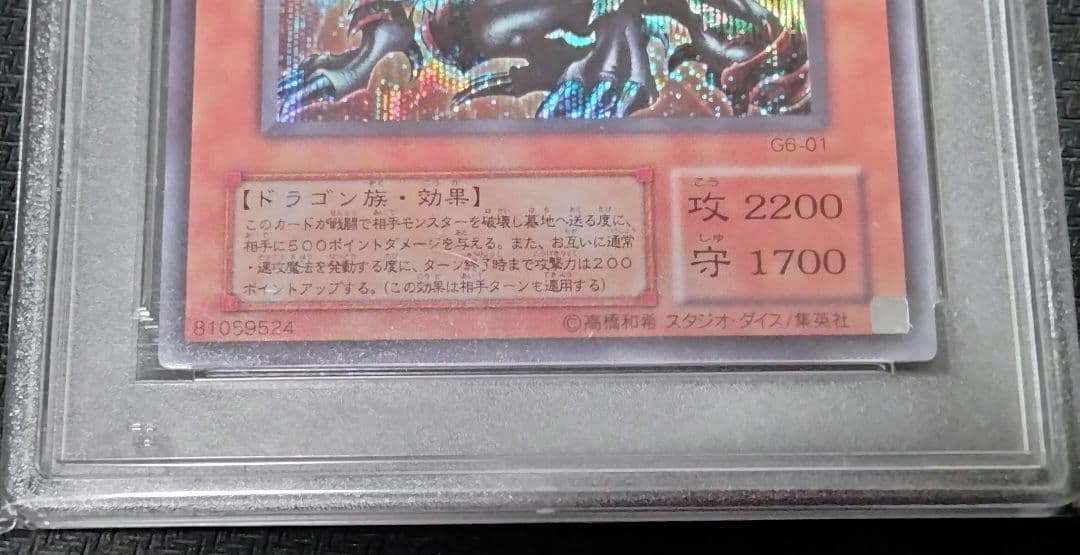 G6-01
【ドラゴン族・効果】
このカードが戦闘で相手モンスターを破壊し墓地へ送る度に、
相手に500ポイントダメージを与える。また、お互いに通常
・速攻魔法を発動する度に、ターン終了時まで攻撃力は200
ポイントアップする。(この効果は相手ターンも適用する)
攻 2200
守 1700
81059524
©高橋和希 スタジオ・ダイス/集英社